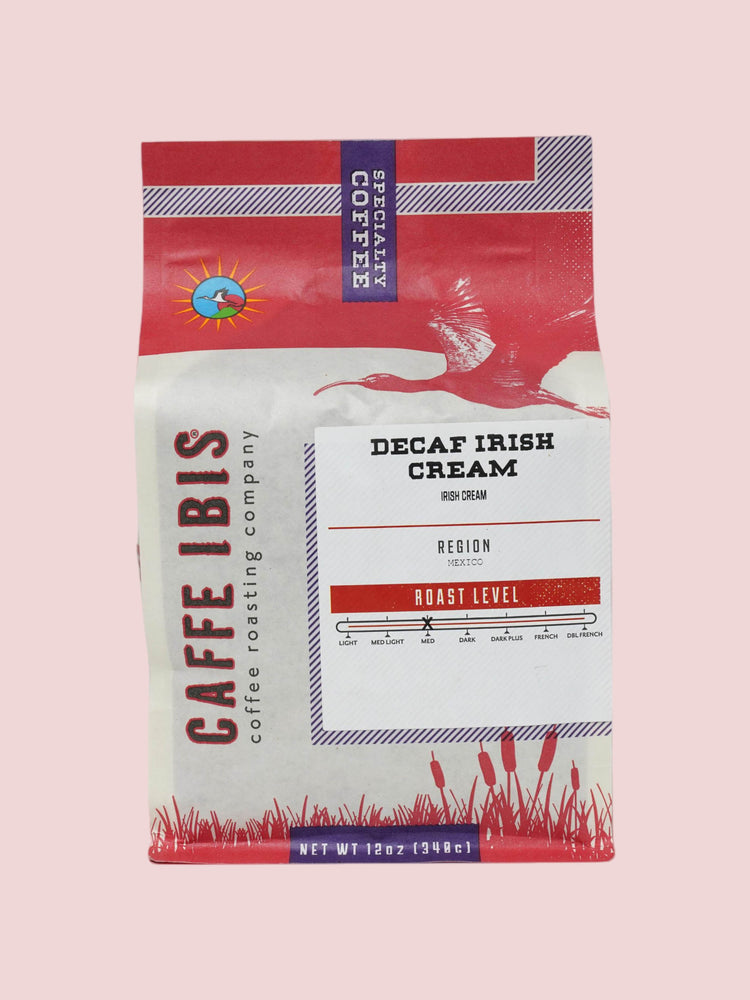 SPECIALTY
COFFEE
CAFFE IBIS®
coffee roasting company
DECAF IRISH
CREAM
IRISH CREAM
REGION
MEXICO
ROAST LEVEL
X
LIGHT MED LIGHT MED DARK DARK PLUS FRENCH DBL FRENCH
NET WT 12oz (340g)